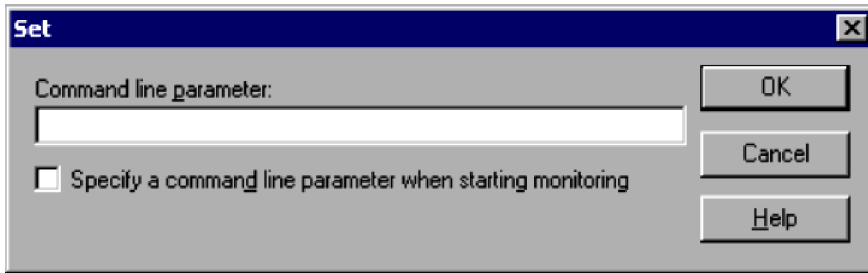 Set
Command line parameter:
OK
Cancel
Specify a command line parameter when starting monitoring
Help